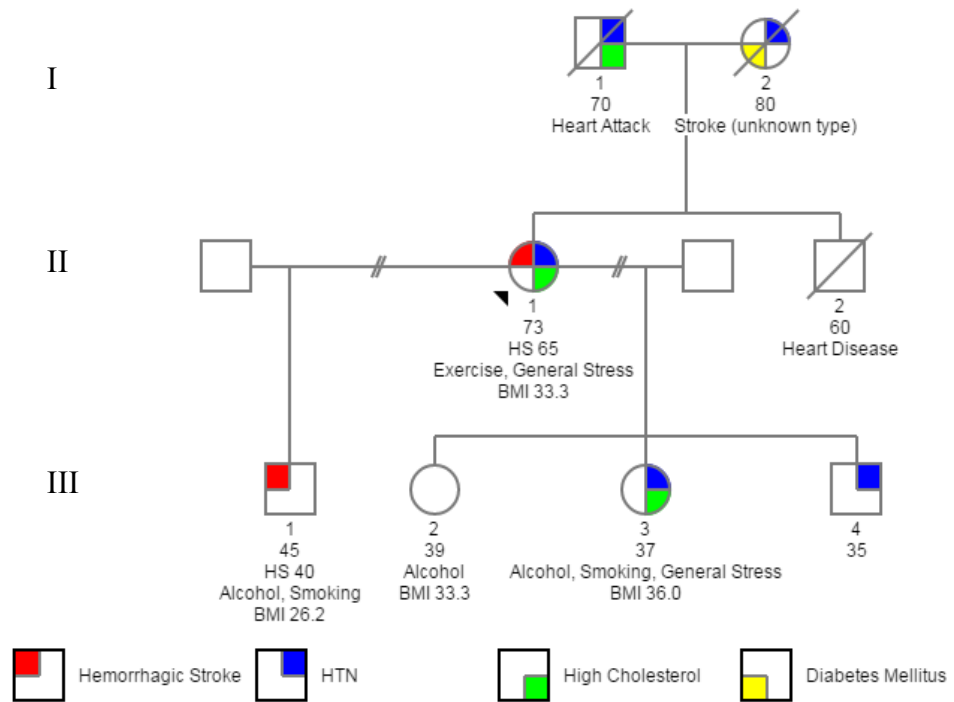 I
1
70
Heart Attack
2
80
Stroke (unknown type)
II
1
73
HS 65
Exercise, General Stress
BMI 33.3
2
60
Heart Disease
III
1
45
HS 40
Alcohol, Smoking
BMI 26.2
2
39
Alcohol
BMI 33.3
3
37
Alcohol, Smoking, General Stress
BMI 36.0
4
35
Hemorrhagic Stroke
HTN
High Cholesterol
Diabetes Mellitus